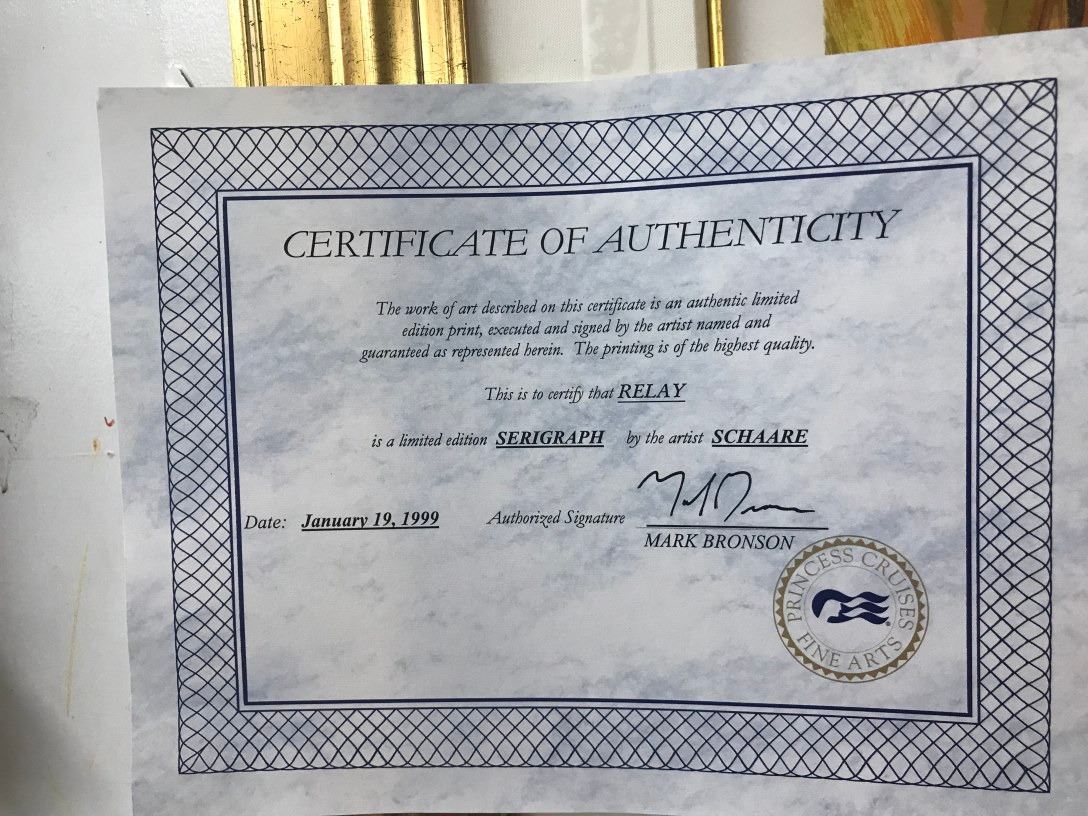 CERTIFICATE OF AUTHENTICITY
The work of art described on this certificate is an authentic limited
edition print, executed and signed by the artist named and
guaranteed as represented herein. The printing is of the highest quality.
This is to certify that RELAY
is a limited edition SERIGRAPH by the artist SCHAARE
Date: January 19, 1999 Authorized Signature
MARK BRONSON
PRINCESS CRUISES
FINE ARTS